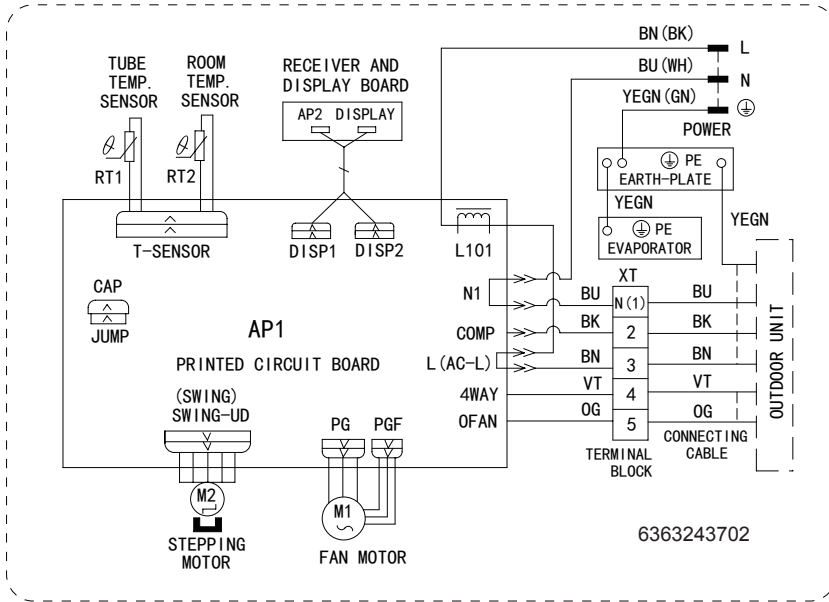 BN(BK)
L
BU(WH)
N
YEGN(GN)
POWER
TUBE
TEMP.
SENSOR
ROOM
TEMP.
SENSOR
RECEIVER AND
DISPLAY BOARD
AP2 DISPLAY
RT1
RT2
PE
EARTH-PLATE
YEGN
YEGN
PE
EVAPORATOR
T-SENSOR
DISP1
DISP2
L101
CAP
JUMP
AP1
PRINTED CIRCUIT BOARD
N1
COMP
L(AC-L)
4WAY
OFAN
XT
BU
N(1)
BU
BK
2
BK
BN
3
BN
VT
4
VT
OG
5
OG
TERMINAL
BLOCK
CONNECTING
CABLE
OUTDOOR UNIT
(SWING)
SWING-UD
PG
PGF
M2
STEPPING
MOTOR
M1
FAN MOTOR
6363243702